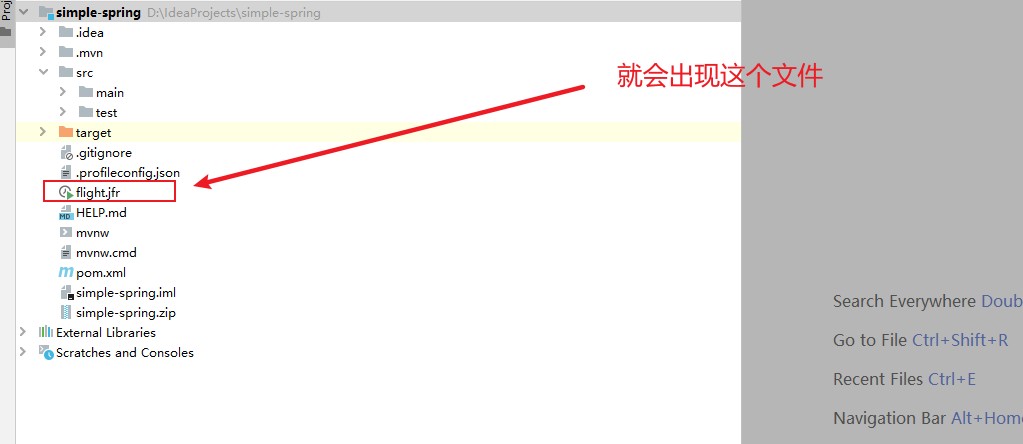 Proj
simple-spring D:\IdeaProjects\simple-spring
.idea
.mvn
src
main
test
target
.gitignore
.profileconfig.json
flight.jfr
HELP.md
mvnw
mvnw.cmd
pom.xml
simple-spring.iml
simple-spring.zip
External Libraries
Scratches and Consoles
就会出现这个文件
Search Everywhere Doub
Go to File Ctrl+Shift+R
Recent Files Ctrl+E
Navigation Bar Alt+Hom